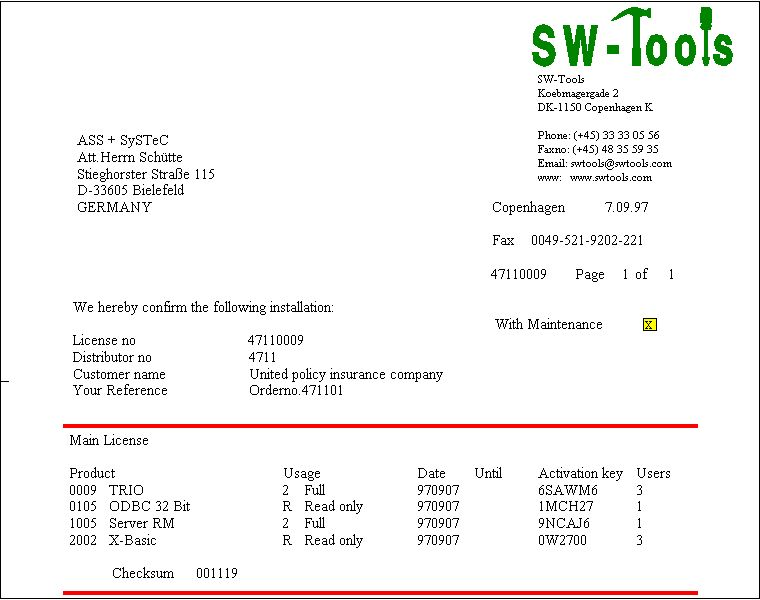 SW-Tools
SW-Tools
Koebmagergade 2
DK-1150 Copenhagen K
Phone: (+45) 33 33 05 56
Faxno: (+45) 48 35 59 35
Email: swtools@swtools.com
www: www.swtools.com
ASS + SySTeC
Att.Herrn Schütte
Stieghorster Straße 115
D-33605 Bielefeld
GERMANY
Copenhagen 7.09.97
Fax 0049-521-9202-221
47110009 Page 1 of 1
We hereby confirm the following installation:
With Maintenance X
License no 47110009
Distributor no 4711
Customer name United policy insurance company
Your Reference Orderno.471101
Main License
Product Usage Date Until Activation key Users
0009 TRIO 2 Full 970907 6SAWM6 3
0105 ODBC 32 Bit R Read only 970907 1MCH27 1
1005 Server RM 2 Full 970907 9NCAJ6 1
2002 X-Basic R Read only 970907 0W2700 3
Checksum 001119